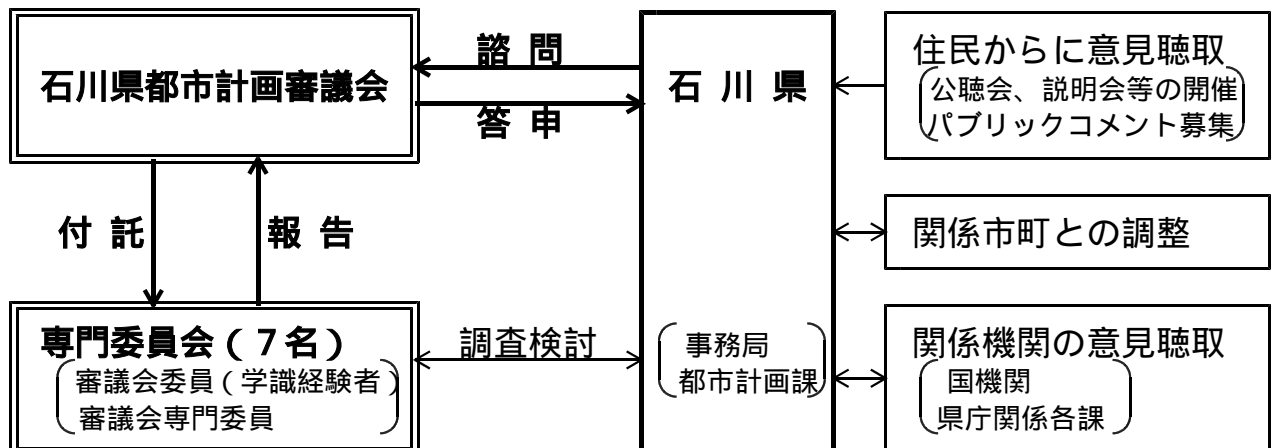 石川県都市計画審議会
諮 問
答 申
石 川 県
住民からに意見聴取
公聴会、説明会等の開催
パブリックコメント募集
付 託
報 告
関係市町との調整
専門委員会(7名)
審議会委員(学識経験者)
審議会専門委員
調査検討
事務局
都市計画課
関係機関の意見聴取
国機関
県庁関係各課